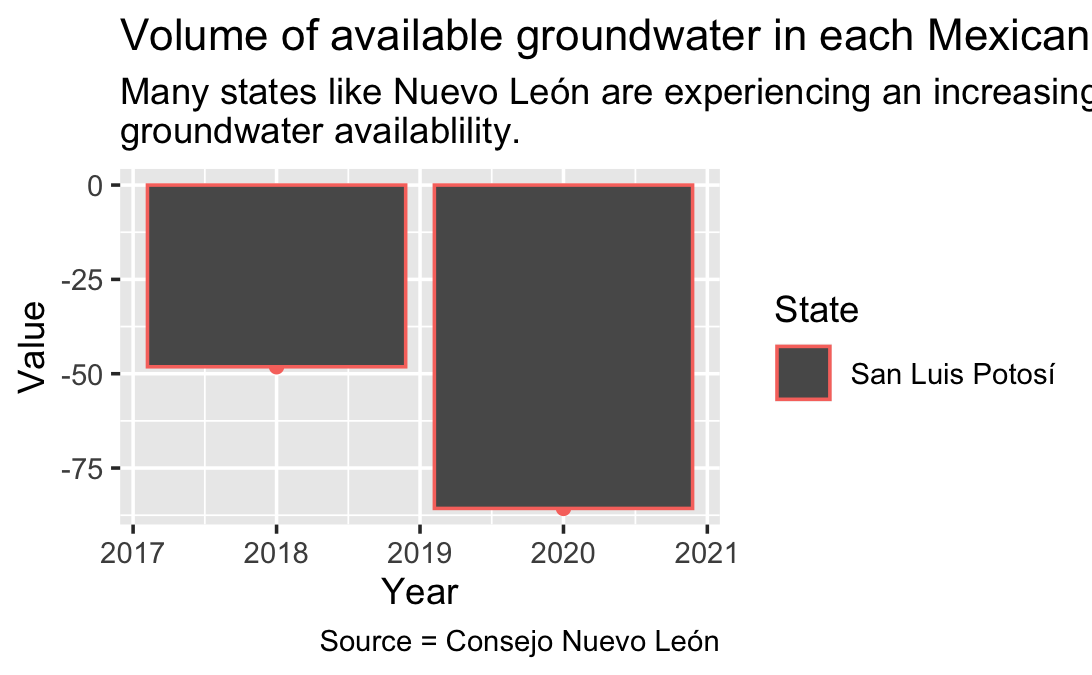 Volume of available groundwater in each Mexican
Many states like Nuevo León are experiencing an increasing
groundwater availablility.
0
-25
-50
-75
Value
2017 2018 2019 2020 2021
Year
State
San Luis Potosí
Source = Consejo Nuevo León